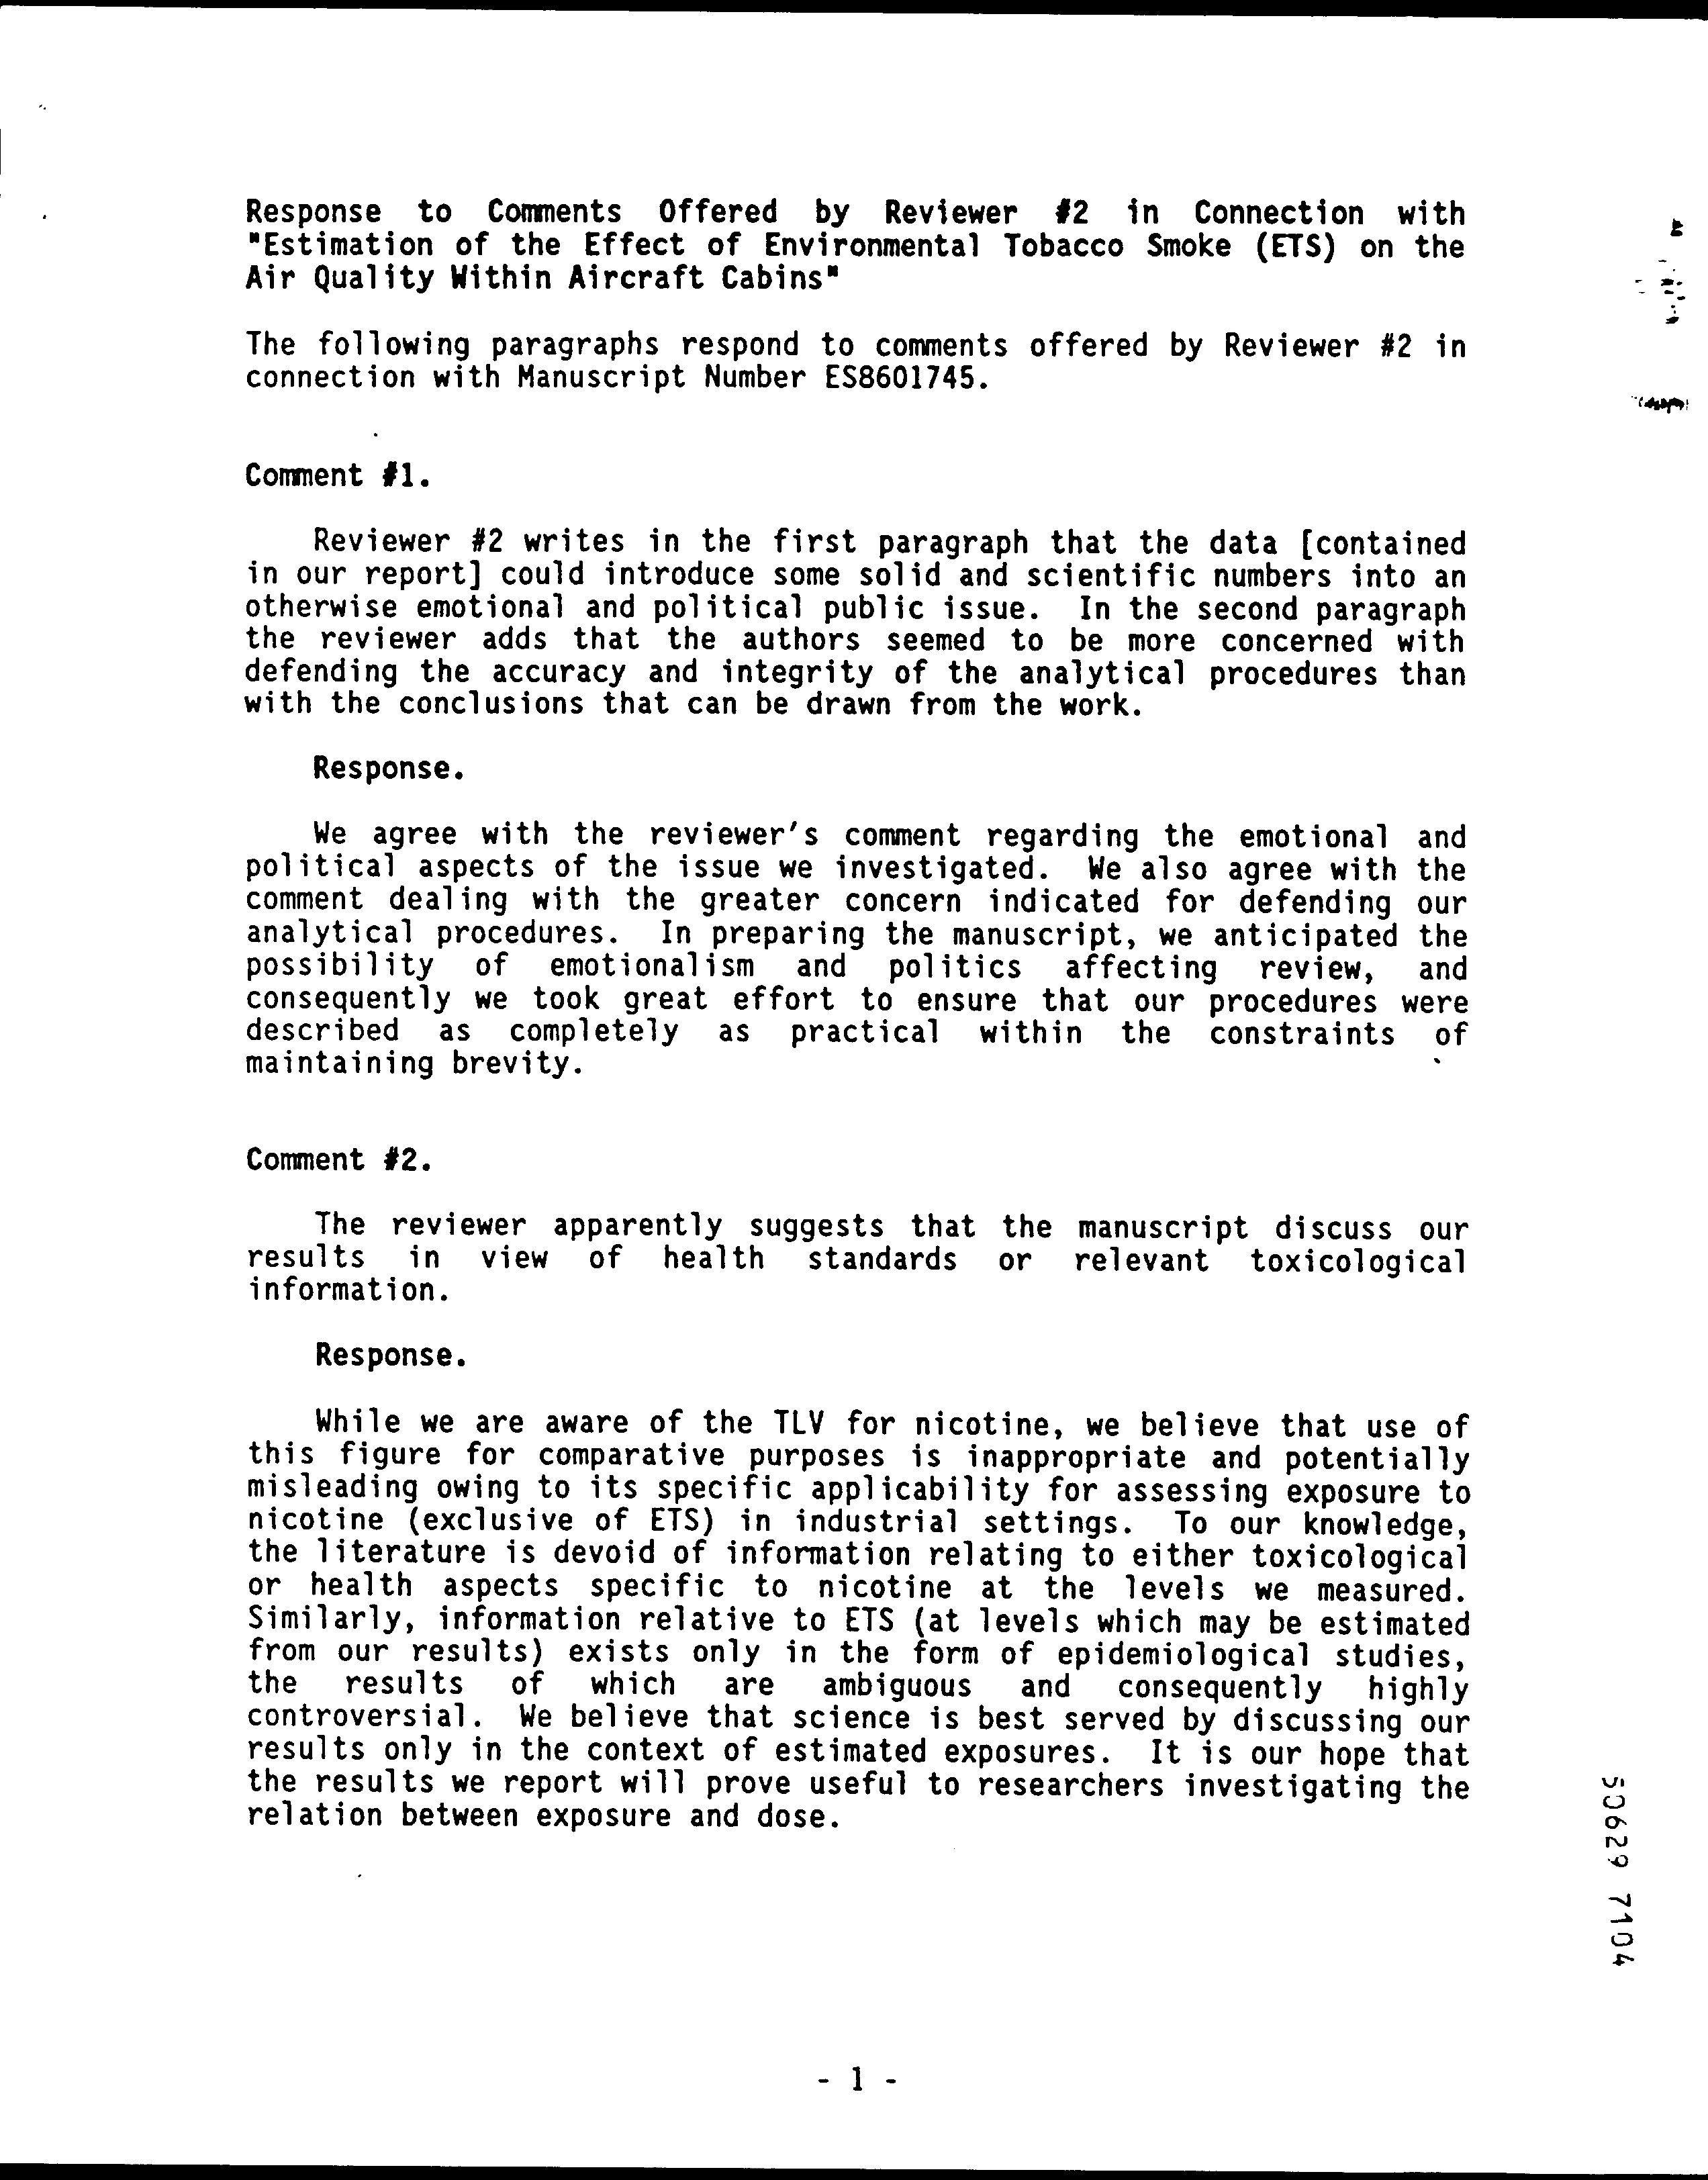 Response to Comments Offered by Reviewer #2 in Connection with
"Estimation of the Effect of Environmental Tobacco Smoke (ETS) on the
Air Quality Within Aircraft Cabins"
The following paragraphs respond to comments offered by Reviewer #2 in
connection with Manuscript Number ES8601745.
Comment #1.
Reviewer #2 writes in the first paragraph that the data [contained
in our report] could introduce some solid and scientific numbers into an
otherwise emotional and political public issue. In the second paragraph
the reviewer adds that the authors seemed to be more concerned with
defending the accuracy and integrity of the analytical procedures than
with the conclusions that can be drawn from the work.
Response.
We agree with the reviewer's comment regarding the emotional and
political aspects of the issue we investigated. We also agree with the
comment dealing with the greater concern indicated for defending our
analytical procedures. In preparing the manuscript, we anticipated the
possibility of emotionalism and politics affecting review, and
consequently we took great effort to ensure that our procedures were
described as completely as practical within the constraints of
maintaining brevity.
Comment #2.
The reviewer apparently suggests that the manuscript discuss our
results in view of health standards or relevant toxicological
information.
Response.
While we are aware of the TLV for nicotine, we believe that use of
this figure for comparative purposes is inappropriate and potentially
misleading owing to its specific applicability for assessing exposure to
nicotine (exclusive of ETS) in industrial settings. To our knowledge,
the literature is devoid of information relating to either toxicological
or health aspects specific to nicotine at the levels we measured.
Similarly, information relative to ETS (at levels which may be estimated
from our results) exists only in the form of epidemiological studies,
the results of which are ambiguous and consequently highly
controversial. We believe that science is best served by discussing our
results only in the context of estimated exposures. It is our hope that
the results we report will prove useful to researchers investigating the
relation between exposure and dose.
50629 7104
- 1 -